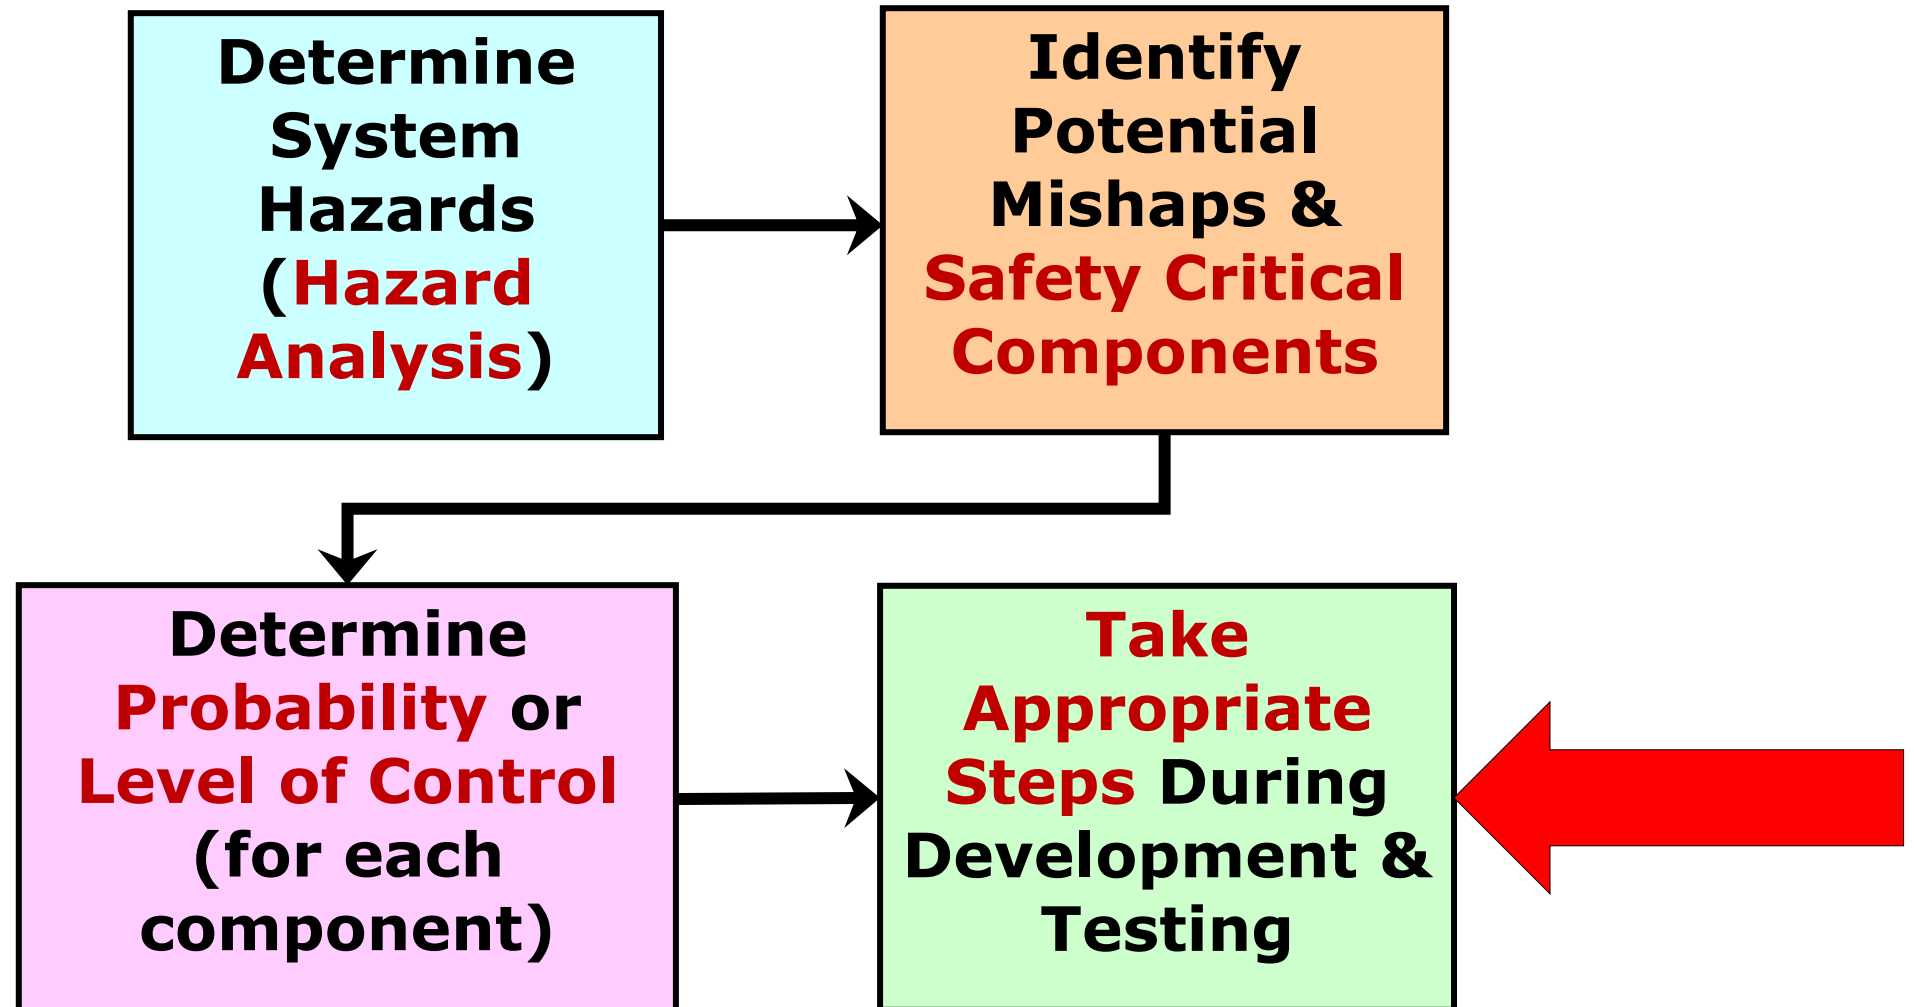 Determine
System
Hazards
(Hazard
Analysis)
Identify
Potential
Mishaps &
Safety Critical
Components
Determine
Probability or
Level of Control
(for each
component)
Take
Appropriate
Steps During
Development &
Testing